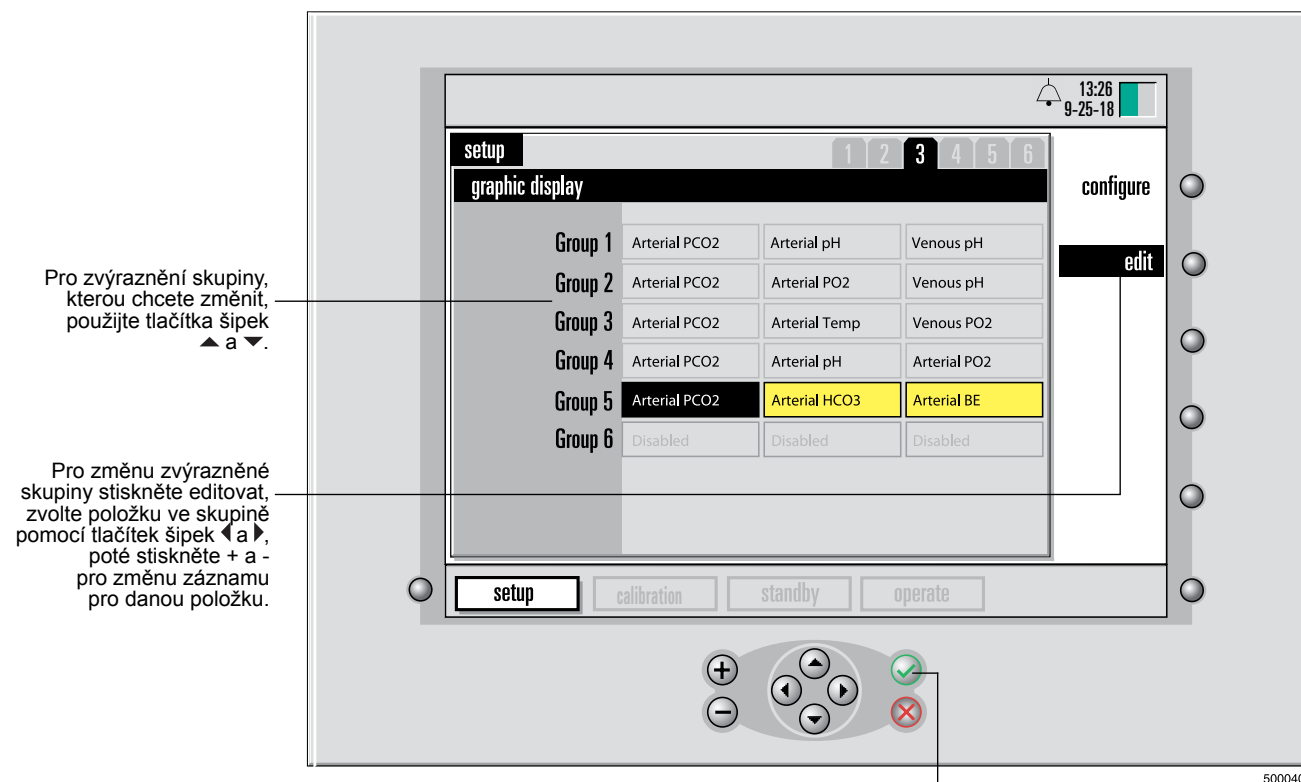 13:26
9-25-18
setup
1 2 3 4 5 6
graphic display
configure
edit
Group 1 Arterial PCO2 Arterial pH Venous pH
Group 2 Arterial PCO2 Arterial PO2 Venous pH
Group 3 Arterial PCO2 Arterial Temp Venous PO2
Group 4 Arterial PCO2 Arterial pH Arterial PO2
Group 5 Arterial PCO2 Arterial HCO3 Arterial BE
Group 6 Disabled Disabled Disabled
Pro zvýraznění skupiny,
kterou chcete změnit,
použijte tlačítka šipek
▲ a ▼.
Pro změnu zvýrazněné
skupiny stiskněte editovat,
zvolte položku ve skupině
pomocí tlačítek šipek ◀ a ▶,
poté stiskněte + a -
pro změnu záznamu
pro danou položku.
setup calibration standby operate
500040